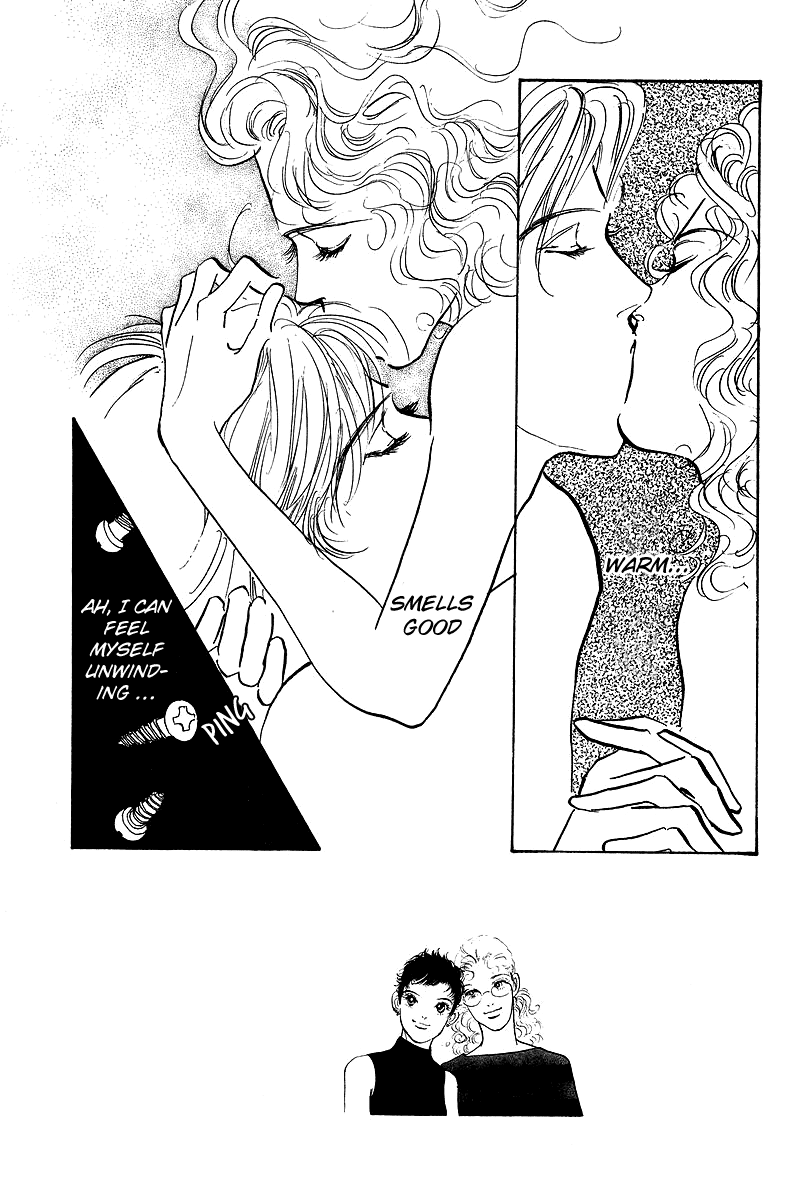 WARM...
SMELLS
GOOD
AH, I CAN
FEEL
MYSELF
UNWIND-
ING ...
PING